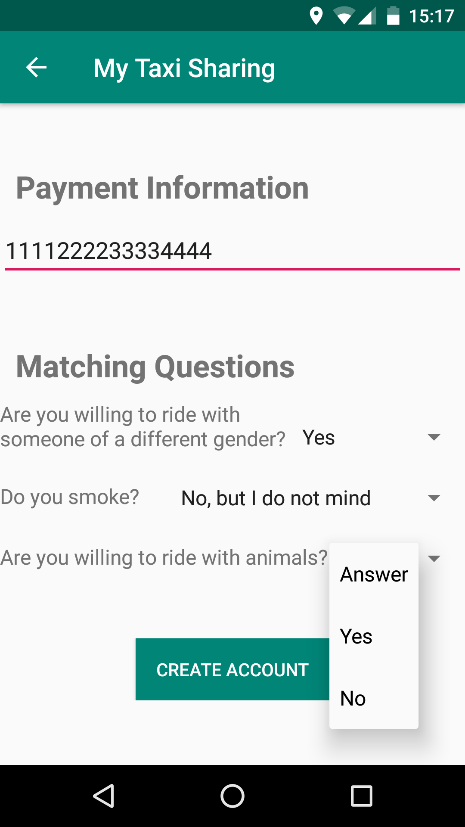 15:17
My Taxi Sharing
Payment Information
1111222233334444
Matching Questions
Are you willing to ride with
someone of a different gender? Yes
Do you smoke? No, but I do not mind
Are you willing to ride with animals?
Answer
Yes
No
CREATE ACCOUNT